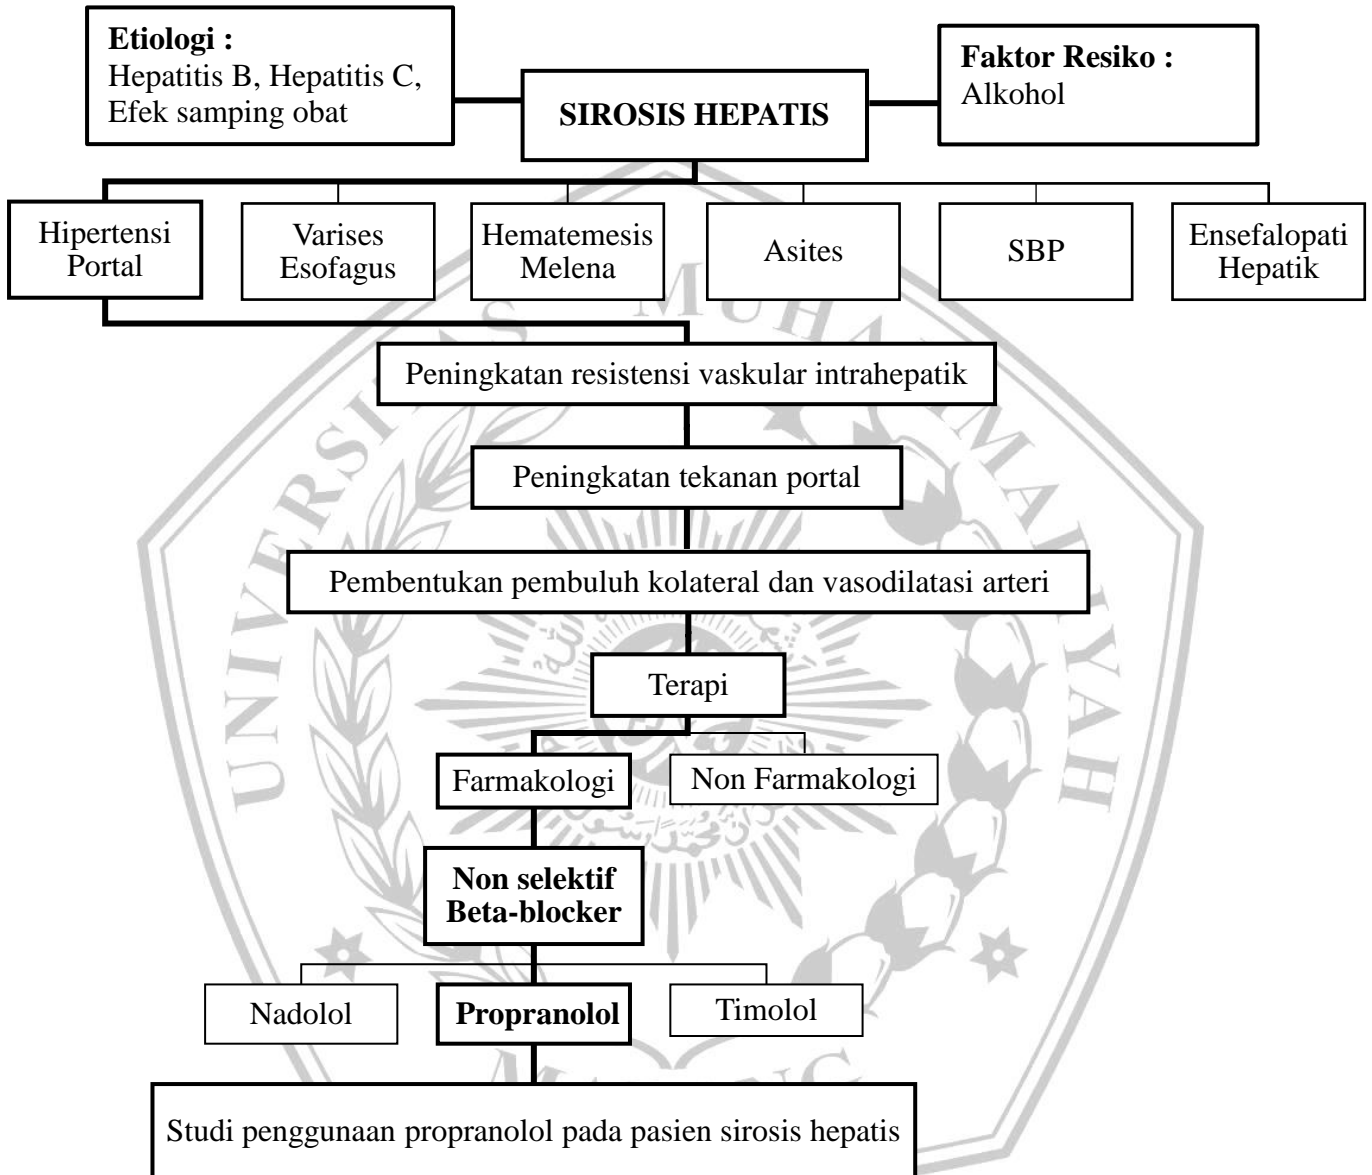 Etiologi :
Hepatitis B, Hepatitis C,
Efek samping obat
SIROSIS HEPATIS
Faktor Resiko :
Alkohol
Hipertensi
Portal
Varises
Esofagus
Hematemesis
Melena
Asites
SBP
Ensefalopati
Hepatik
Peningkatan resistensi vaskular intrahepatik
Peningkatan tekanan portal
Pembentukan pembuluh kolateral dan vasodilatasi arteri
Terapi
Farmakologi
Non Farmakologi
Non selektif
Beta-blocker
Nadolol
Propranolol
Timolol
Studi penggunaan propranolol pada pasien sirosis hepatis
UNIVERSITAS MUHAMMADIYAH